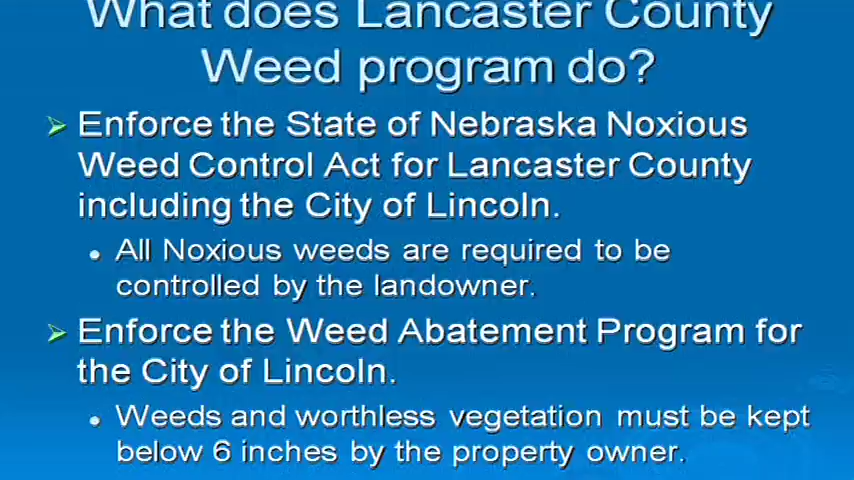 What does Lancaster County
Weed program do?
Enforce the State of Nebraska Noxious
Weed Control Act for Lancaster County
including the City of Lincoln.
All Noxious weeds are required to be
controlled by the landowner.
Enforce the Weed Abatement Program for
the City of Lincoln.
Weeds and worthless vegetation must be kept
below 6 inches by the property owner.